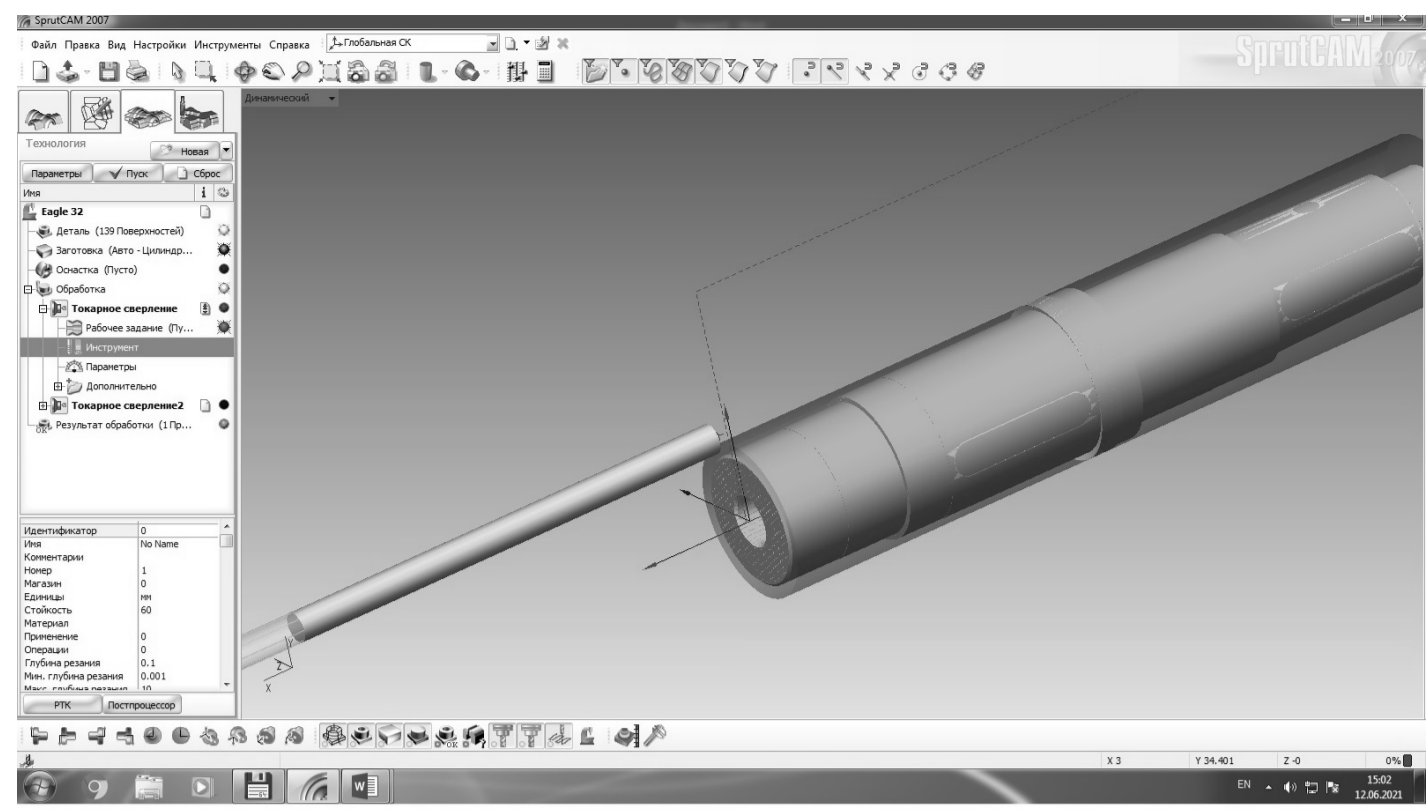 SprutCAM 2007
Файл Правка Вид Настройки Инструменты Справка Глобальная СК
SprutCAM 2007
Динамический
Технология
Новая
Параметры Пуск Сброс
Имя
Eagle 32
Деталь (139 Поверхностей)
Заготовка (Авто - Цилиндр...
Оснастка (Пусто)
Обработка
Токарное сверление
Рабочее задание (Пу...
Инструмент
Параметры
Дополнительно
Токарное сверление2
Результат обработки (1 Пр...
Идентификатор 0
Имя No Name
Комментарии
Номер 1
Магазин 0
Единицы мм
Стойкость 60
Материал
Применение 0
Операции 0
Глубина резания 0.1
Мин. глубина резания 0.001
Макс. глубина резания 10
РТК Постпроцессор
Y
Z
X
X 3 Y 34.401 Z -0 0%
EN 15:02
12.06.2021